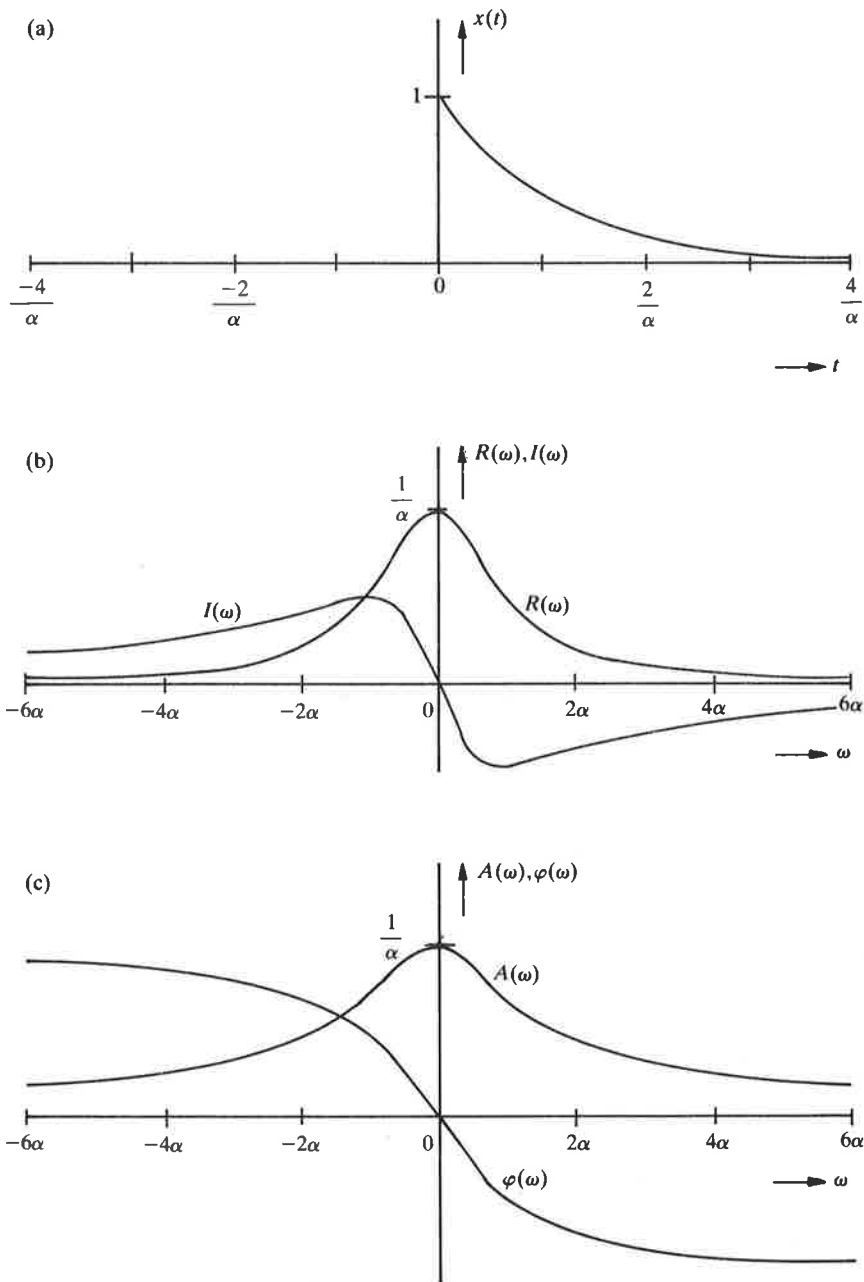 (a)
x(t)
1
−4/α
−2/α
0
2/α
4/α
t
(b)
R(ω), I(ω)
1/α
I(ω)
R(ω)
−6α −4α −2α 0 2α 4α 6α
ω
(c)
A(ω), φ(ω)
1/α
A(ω)
−6α −4α −2α 0 2α 4α 6α
φ(ω)
ω